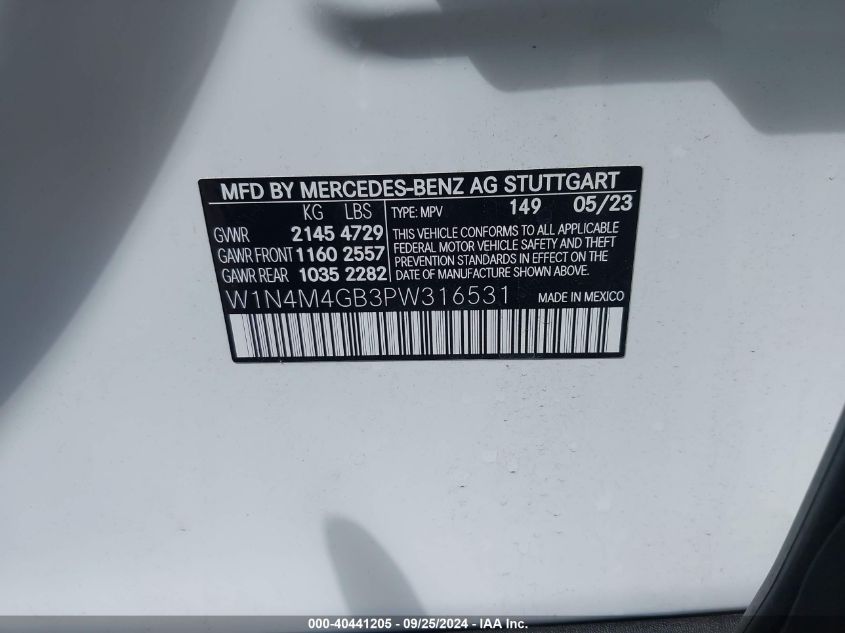 MFD BY MERCEDES-BENZ AG STUTTGART
KG LBS TYPE: MPV 149 05/23
GVWR 2145 4729
GAWR FRONT 1160 2557
GAWR REAR 1035 2282
THIS VEHICLE CONFORMS TO ALL APPLICABLE
FEDERAL MOTOR VEHICLE SAFETY AND THEFT
PREVENTION STANDARDS IN EFFECT ON THE
DATE OF MANUFACTURE SHOWN ABOVE.
W1N4M4GB3PW316531 MADE IN MEXICO
000-40441205 - 09/25/2024 - IAA Inc.